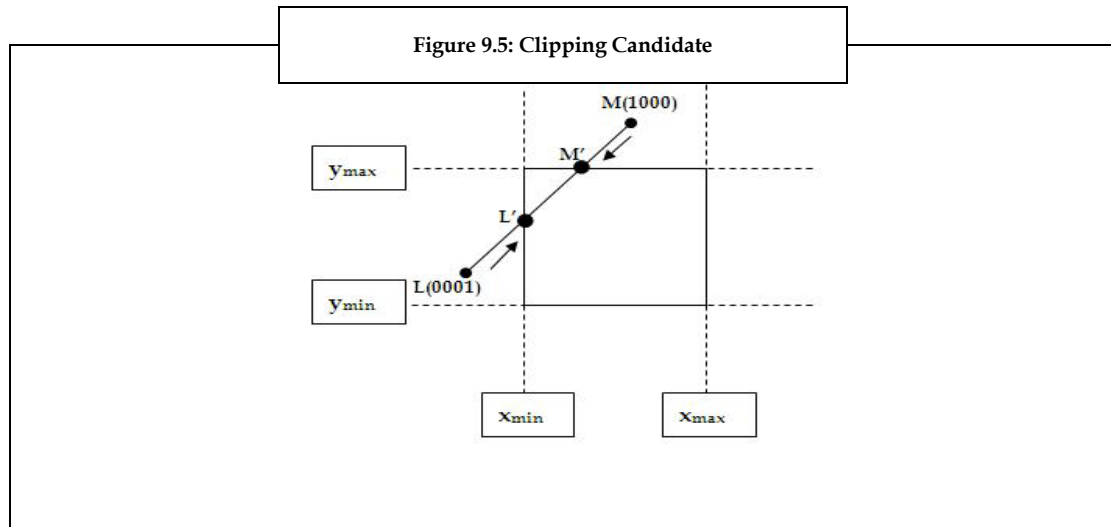 Figure 9.5: Clipping Candidate
M(1000)
M'
ymax
L'
L(0001)
ymin
xmin
xmax